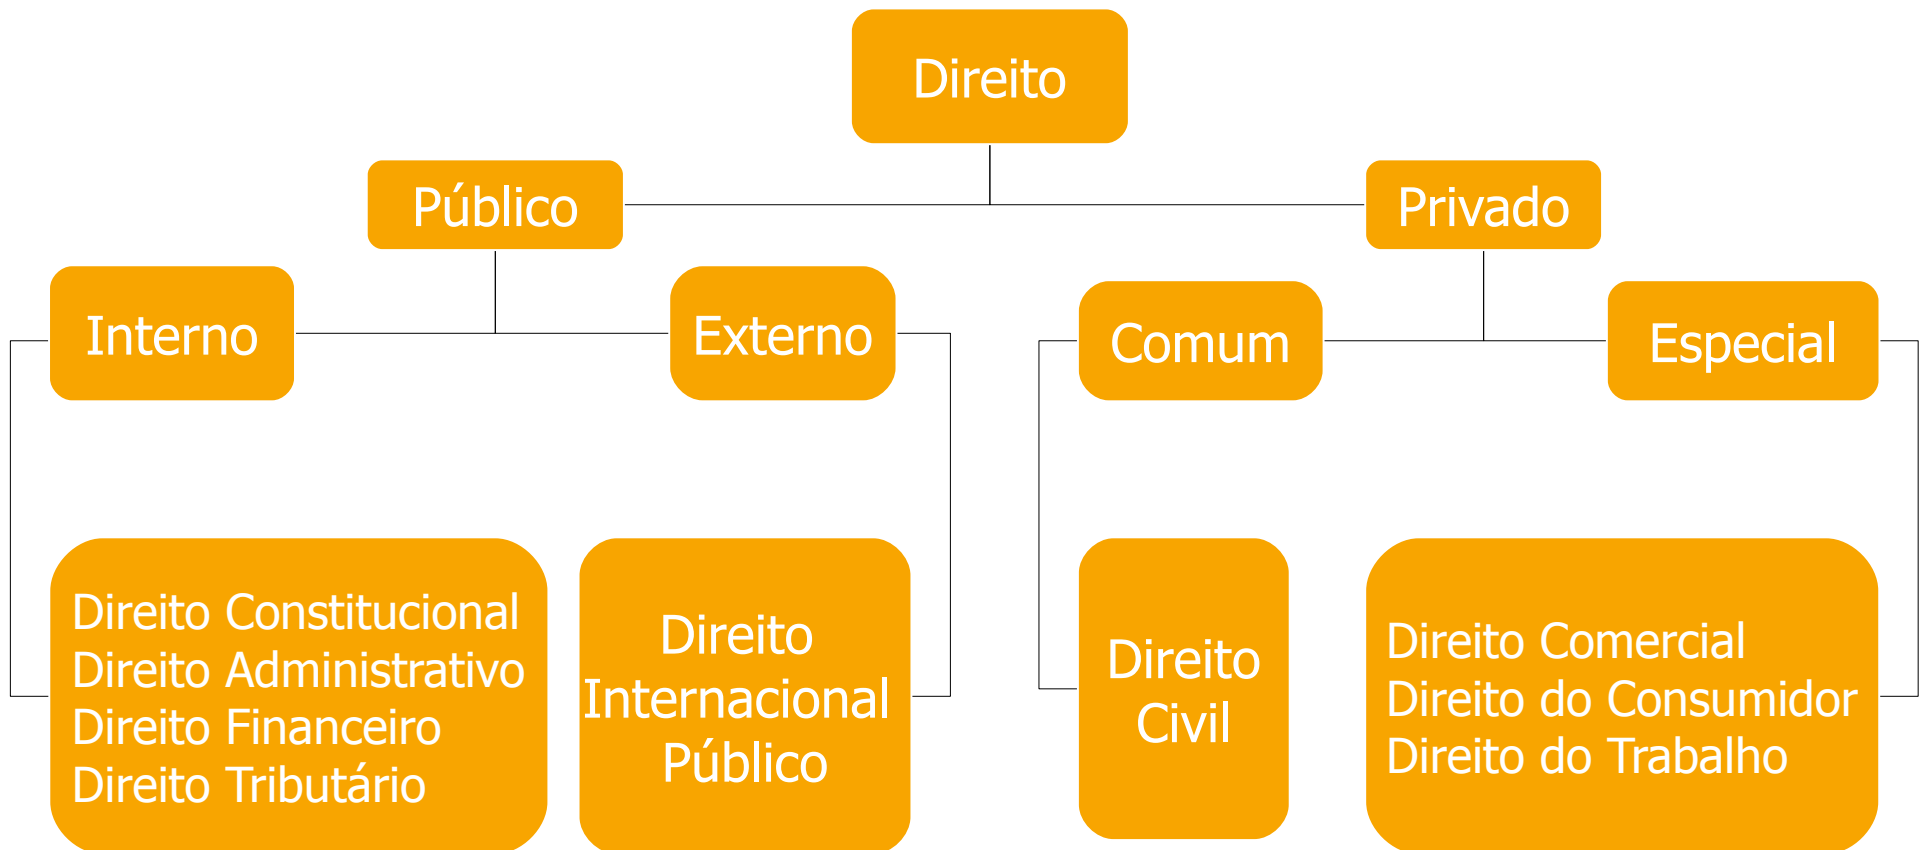 Direito
Público
Privado
Interno
Externo
Comum
Especial
Direito Constitucional
Direito Administrativo
Direito Financeiro
Direito Tributário
Direito
Internacional
Público
Direito
Civil
Direito Comercial
Direito do Consumidor
Direito do Trabalho